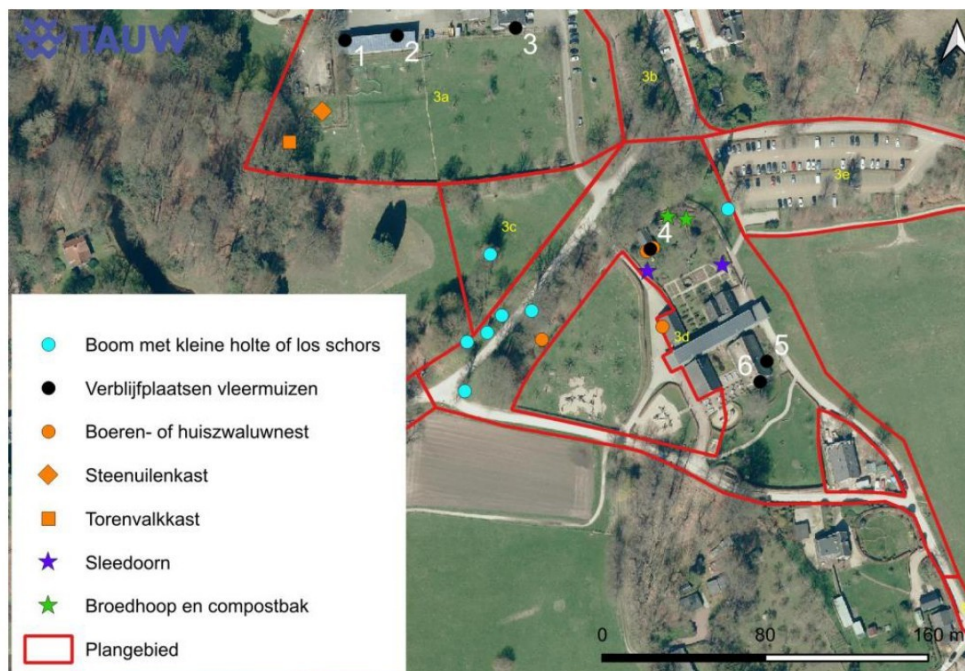 TAUW
1
2
3
3a
3b
3c
3e
4
3d
5
6
Boom met kleine holte of los schors
Verblijfplaatsen vleermuizen
Boeren- of huiszwaluwnest
Steenuilenkast
Torenvalkkast
Sleedoorn
Broedhoop en compostbak
Plangebied
0 80 160 m